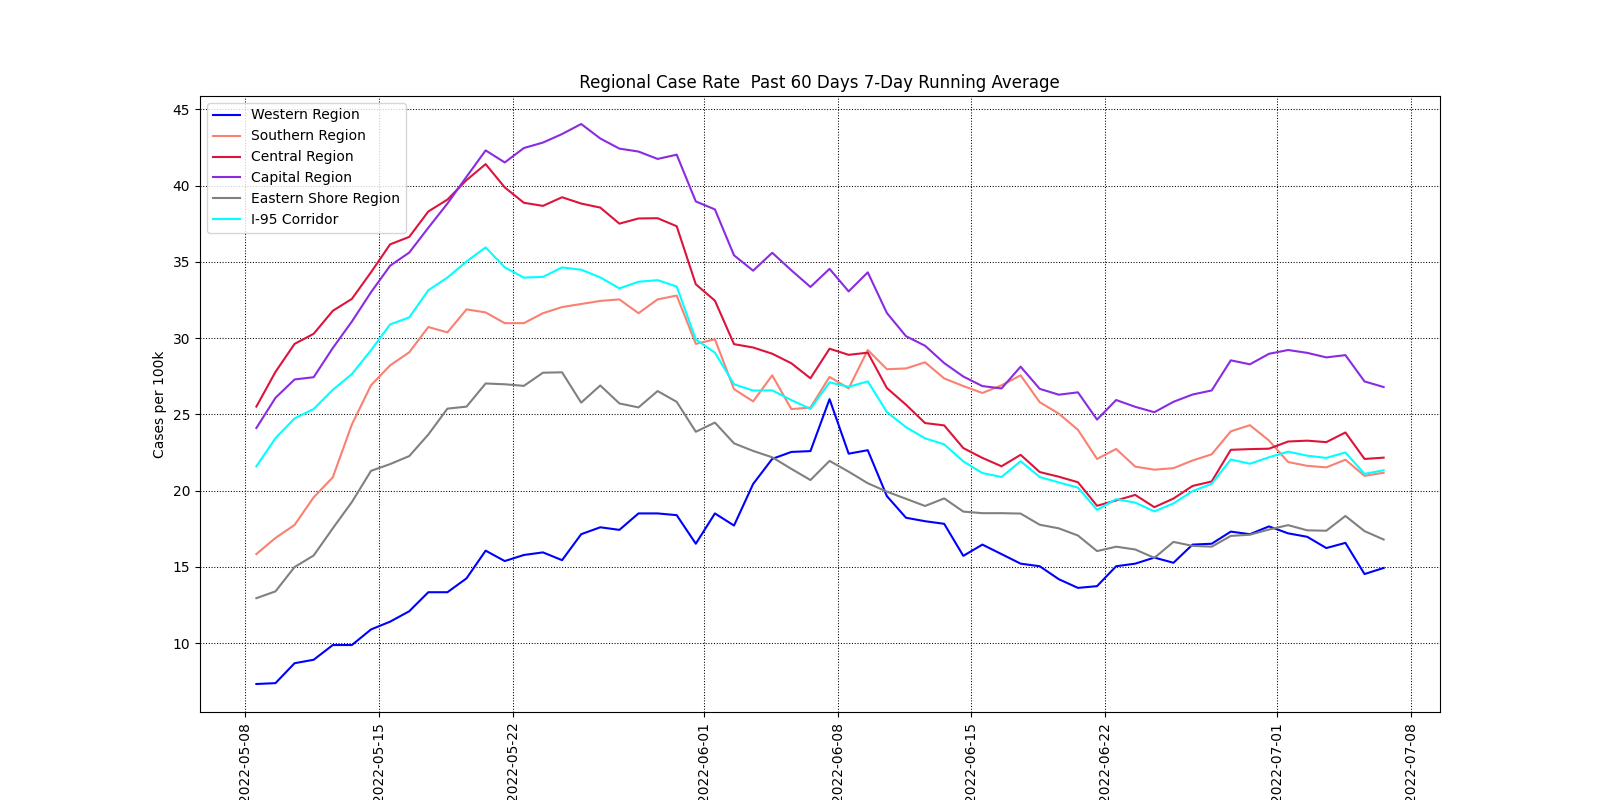 Regional Case Rate  Past 60 Days 7-Day Running Average
Western Region
Southern Region
Central Region
Capital Region
Eastern Shore Region
I-95 Corridor
Cases per 100k
45
40
35
30
25
20
15
10
2022-05-08
2022-05-15
2022-05-22
2022-06-01
2022-06-08
2022-06-15
2022-06-22
2022-07-01
2022-07-08